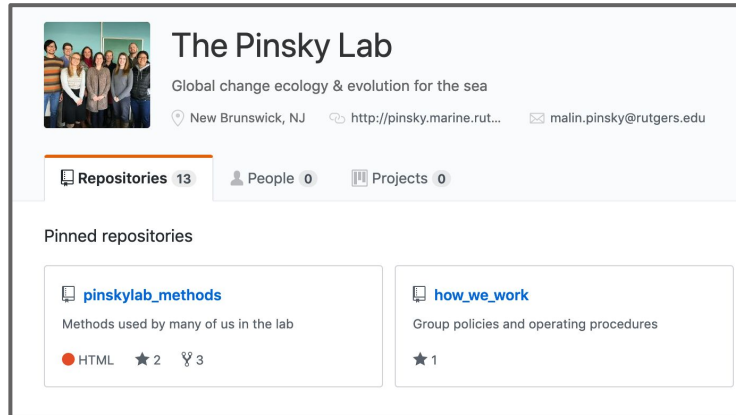 The Pinsky Lab
Global change ecology & evolution for the sea
New Brunswick, NJ http://pinsky.marine.rut... malin.pinsky@rutgers.edu
Repositories 13 People 0 Projects 0
Pinned repositories
pinskylab_methods
Methods used by many of us in the lab
HTML 2 3
how_we_work
Group policies and operating procedures
1